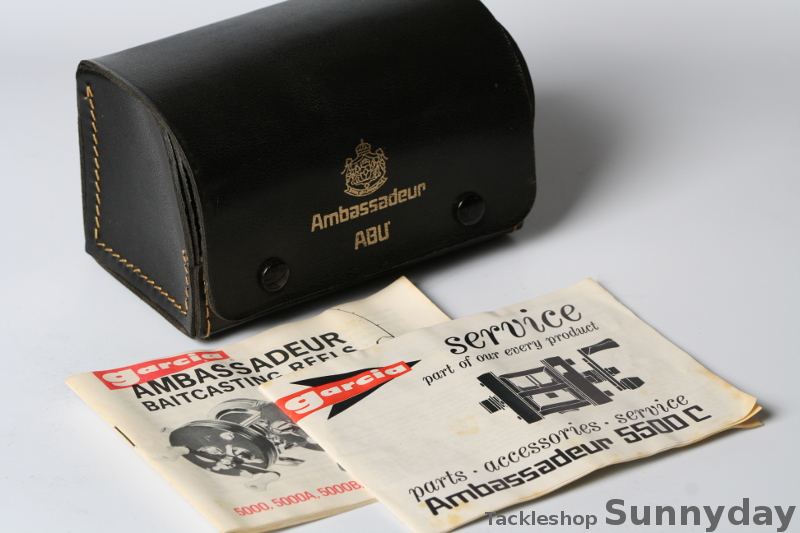 Ambassadeur
ABU
garcia
AMBASSADEUR
BAITCASTING REELS
5000, 5000A, 5000B,
garcia
service
part of our every product
parts · accessories · service
Ambassadeur 5500 C
Tackleshop Sunnyday